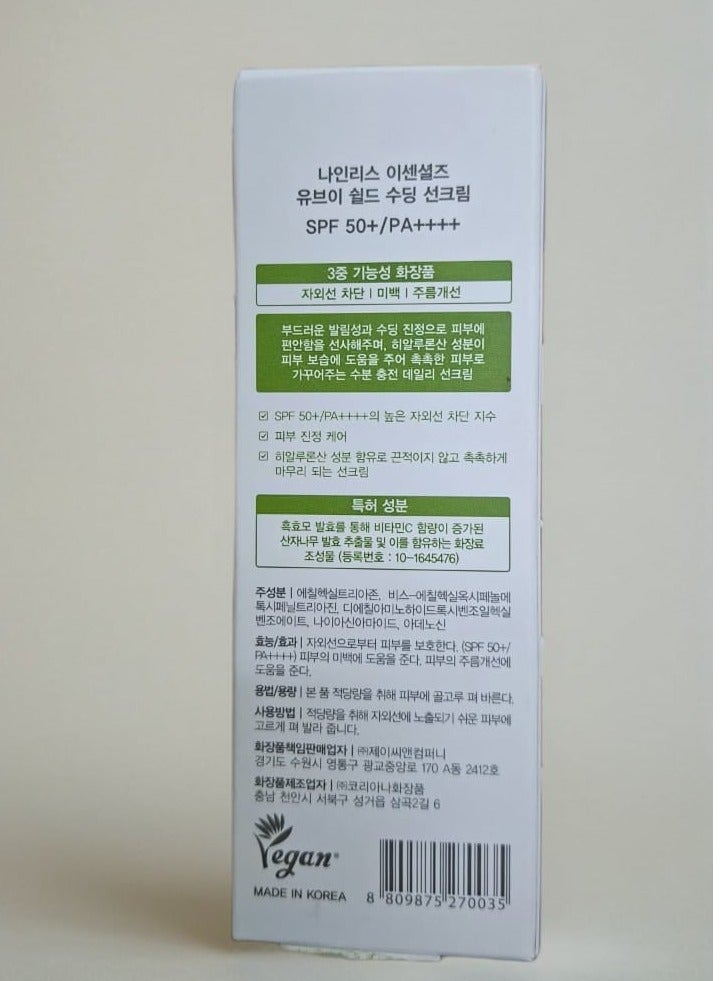 나인리스 이센셜즈
유브이 쉴드 수딩 선크림
SPF 50+/PA++++
3중 기능성 화장품
자외선 차단 | 미백 | 주름개선
부드러운 발림성과 수딩 진정으로 피부에
편안함을 선사해주며, 히알루론산 성분이
피부 보습에 도움을 주어 촉촉한 피부로
가꾸어주는 수분 충전 데일리 선크림
SPF 50+/PA++++의 높은 자외선 차단 지수
피부 진정 케어
히알루론산 성분 함유로 끈적이지 않고 촉촉하게
마무리 되는 선크림
특허 성분
흑효모 발효를 통해 비타민C 함량이 증가된
산자나무 발효 추출물 및 이를 함유하는 화장료
조성물 (등록번호 : 10-1645476)
주성분 | 에칠헥실트리아존, 비스-에칠헥실옥시페놀메
톡시페닐트리아진, 디에칠아미노하이드록시벤조일헥실
벤조에이트, 나이아신아마이드, 아데노신
효능/효과 | 자외선으로부터 피부를 보호한다. (SPF 50+/
PA++++) 피부의 미백에 도움을 준다. 피부의 주름개선에
도움을 준다.
용법/용량 | 본 품 적당량을 취해 피부에 골고루 펴 바른다.
사용방법 | 적당량을 취해 자외선에 노출되기 쉬운 피부에
고르게 펴 발라 줍니다.
화장품책임판매업자 | ㈜제이씨앤컴퍼니
경기도 수원시 영통구 광교중앙로 170 A동 2412호
화장품제조업자 | ㈜코리아나화장품
충남 천안시 서북구 성거읍 삼곡2길 6
Vegan
MADE IN KOREA
8 809875 270035